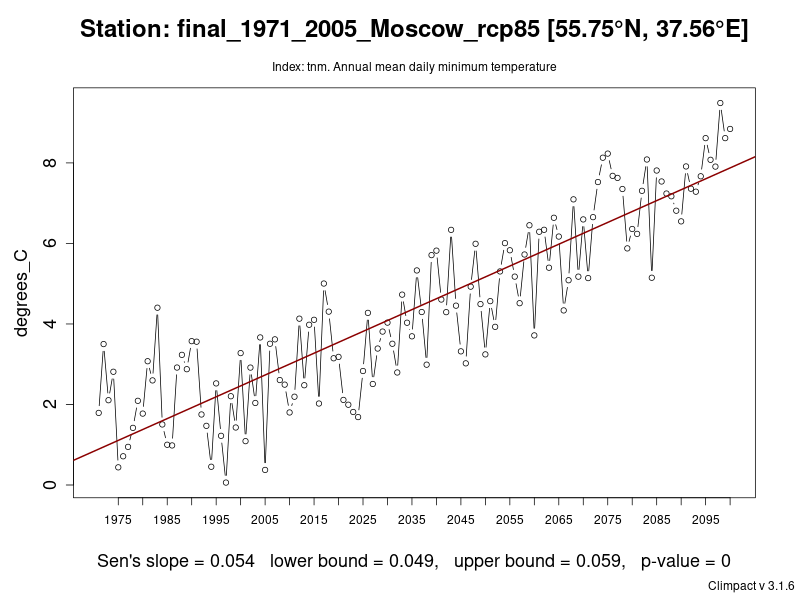 Station: final_1971_2005_Moscow_rcp85 [55.75°N, 37.56°E]
Index: tnm. Annual mean daily minimum temperature
degrees_C
8
6
4
2
0
1975 1985 1995 2005 2015 2025 2035 2045 2055 2065 2075 2085 2095
Sen's slope = 0.054 lower bound = 0.049, upper bound = 0.059, p-value = 0
Climpact v 3.1.6